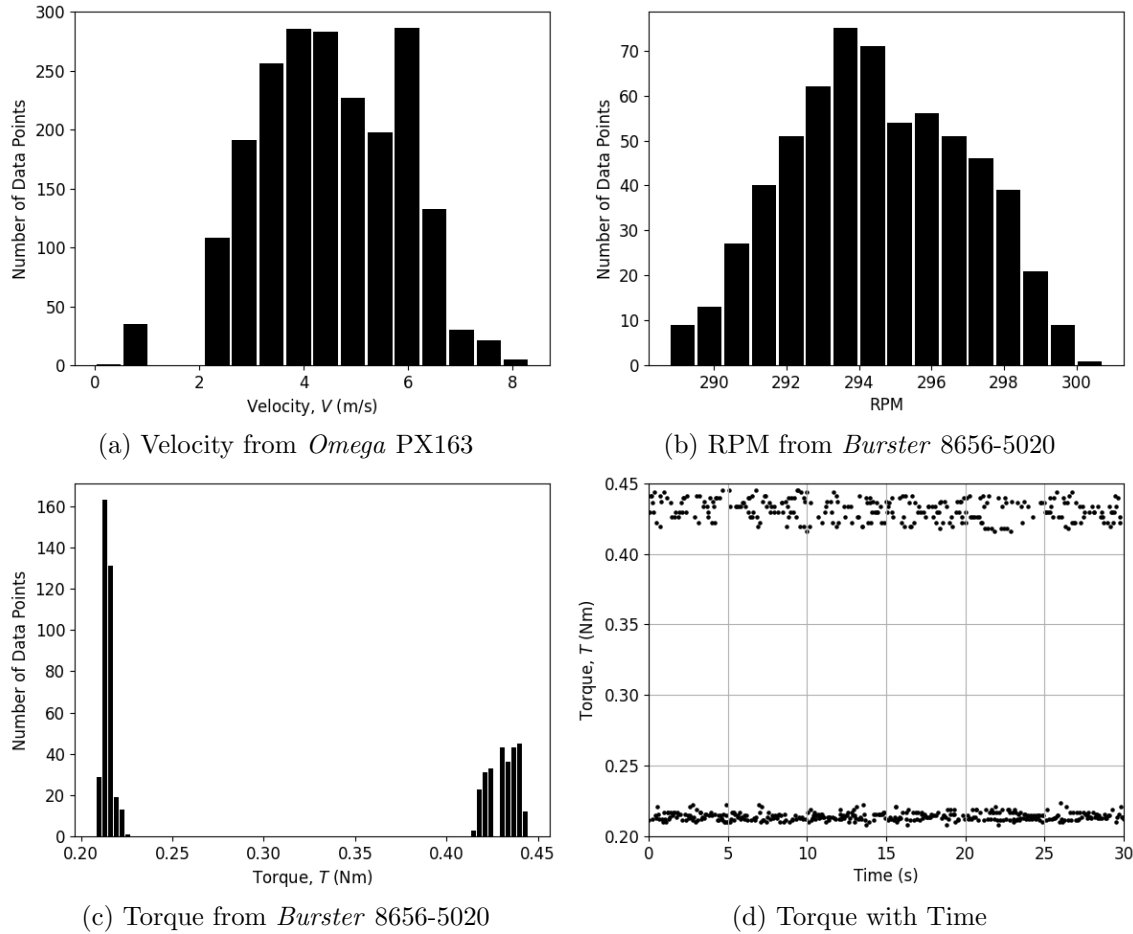 300
250
200
150
100
50
0
Number of Data Points
0 2 4 6 8
Velocity, V (m/s)
(a) Velocity from Omega PX163
70
60
50
40
30
20
10
0
Number of Data Points
290 292 294 296 298 300
RPM
(b) RPM from Burster 8656-5020
160
140
120
100
80
60
40
20
0
Number of Data Points
0.20 0.25 0.30 0.35 0.40 0.45
Torque, T (Nm)
(c) Torque from Burster 8656-5020
0.45
0.40
0.35
0.30
0.25
0.20
Torque, T (Nm)
0 5 10 15 20 25 30
Time (s)
(d) Torque with Time